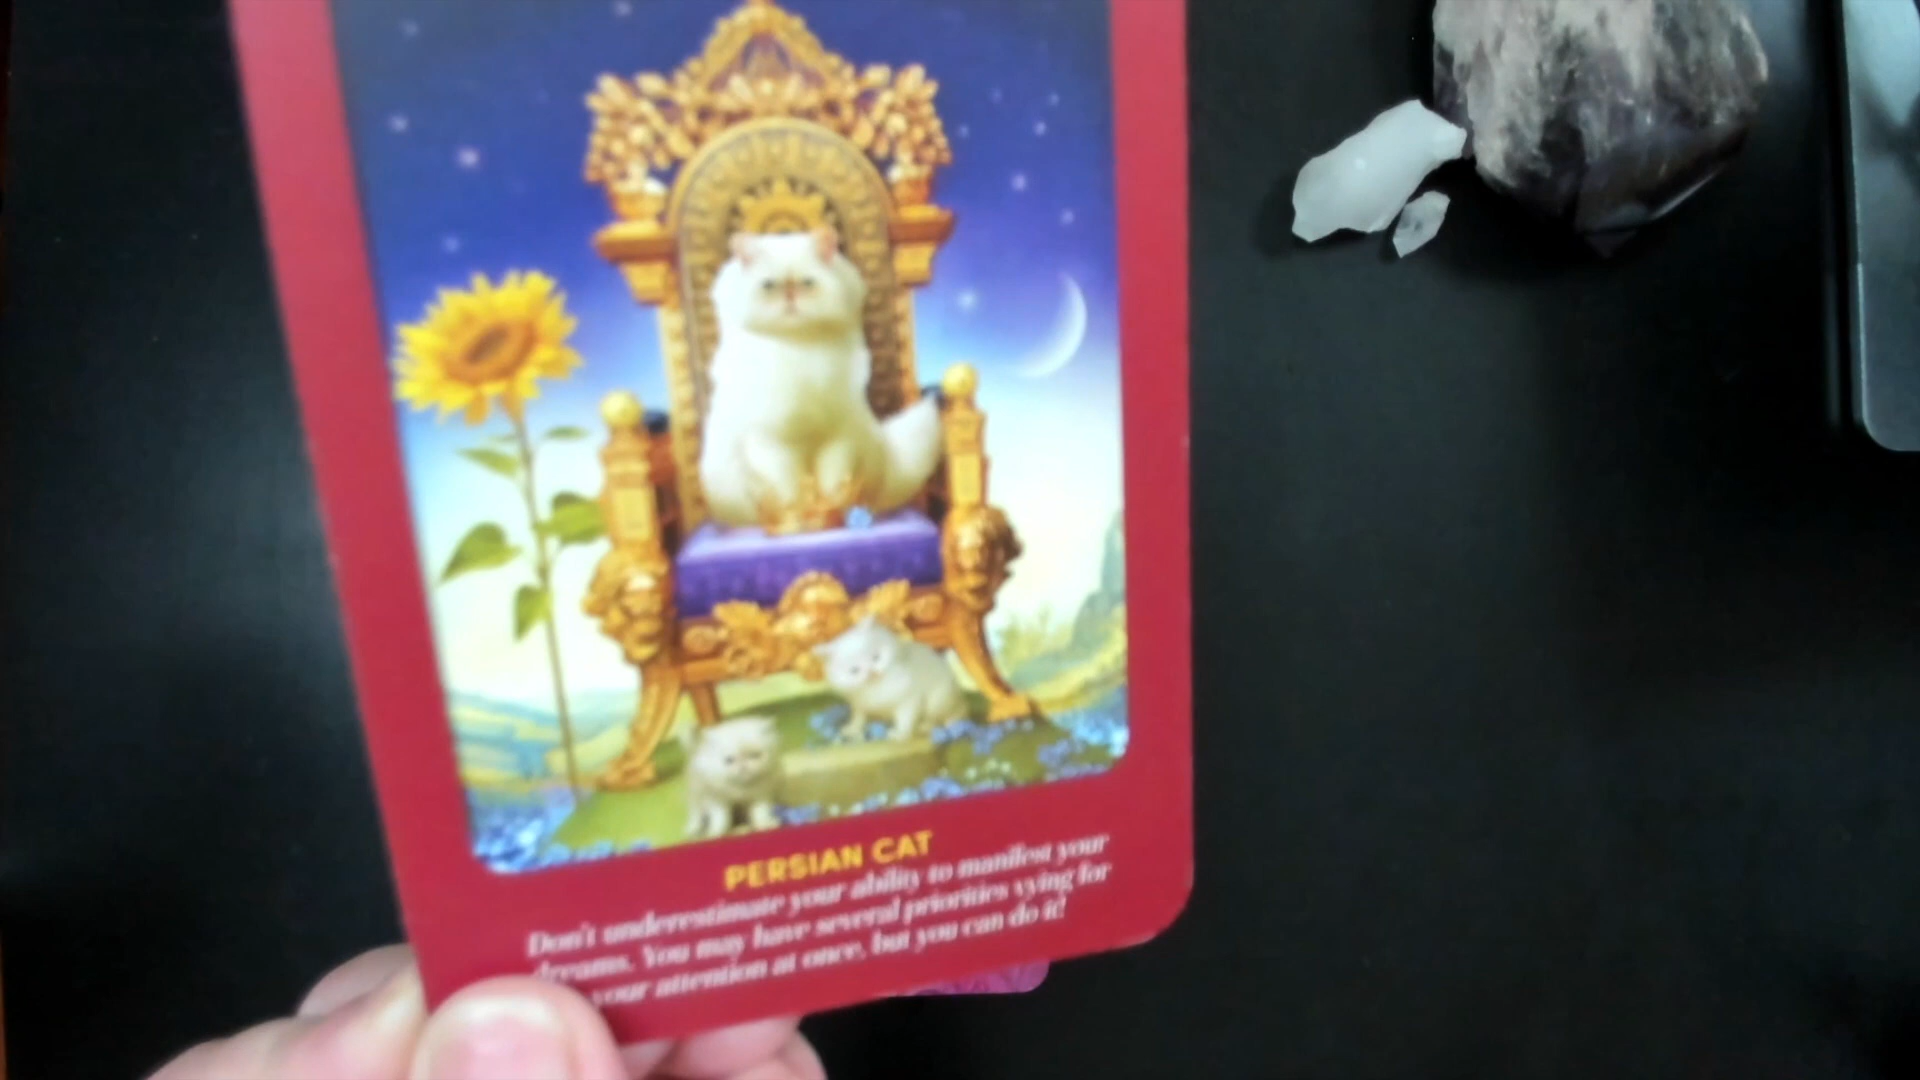 PERSIAN CAT
Don't underestimate your ability to manifest your
dreams. You may have several priorities vying for
your attention at once, but you can do it!